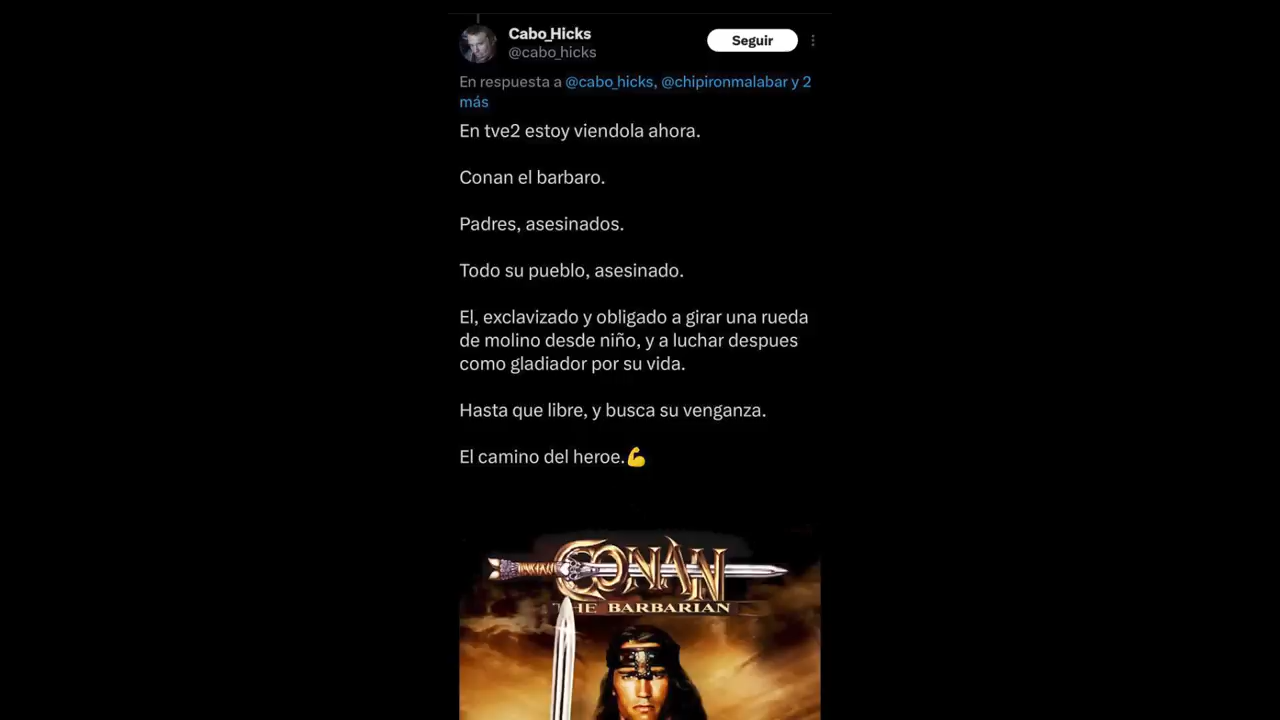 Cabo_Hicks
@cabo_hicks
Seguir
En respuesta a @cabo_hicks, @chipironmalabar y 2
más
En tve2 estoy viendola ahora.
Conan el barbaro.
Padres, asesinados.
Todo su pueblo, asesinado.
El, exclavizado y obligado a girar una rueda
de molino desde niño, y a luchar despues
como gladiador por su vida.
Hasta que libre, y busca su venganza.
El camino del heroe.💪
CONAN
THE BARBARIAN